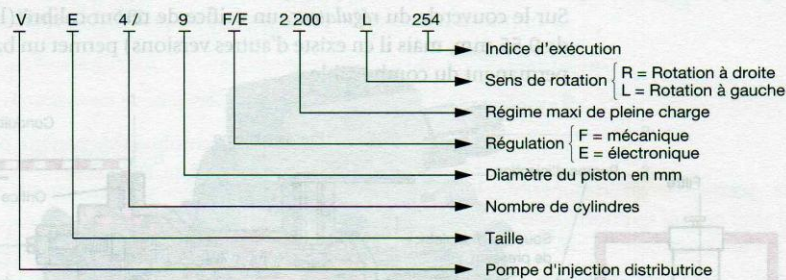 V E 4/ 9 F/E 2 200 L 254
Indice d'exécution
Sens de rotation { R = Rotation à droite
L = Rotation à gauche
Régime maxi de pleine charge
Régulation { F = mécanique
E = électronique
Diamètre du piston en mm
Nombre de cylindres
Taille
Pompe d'injection distributrice